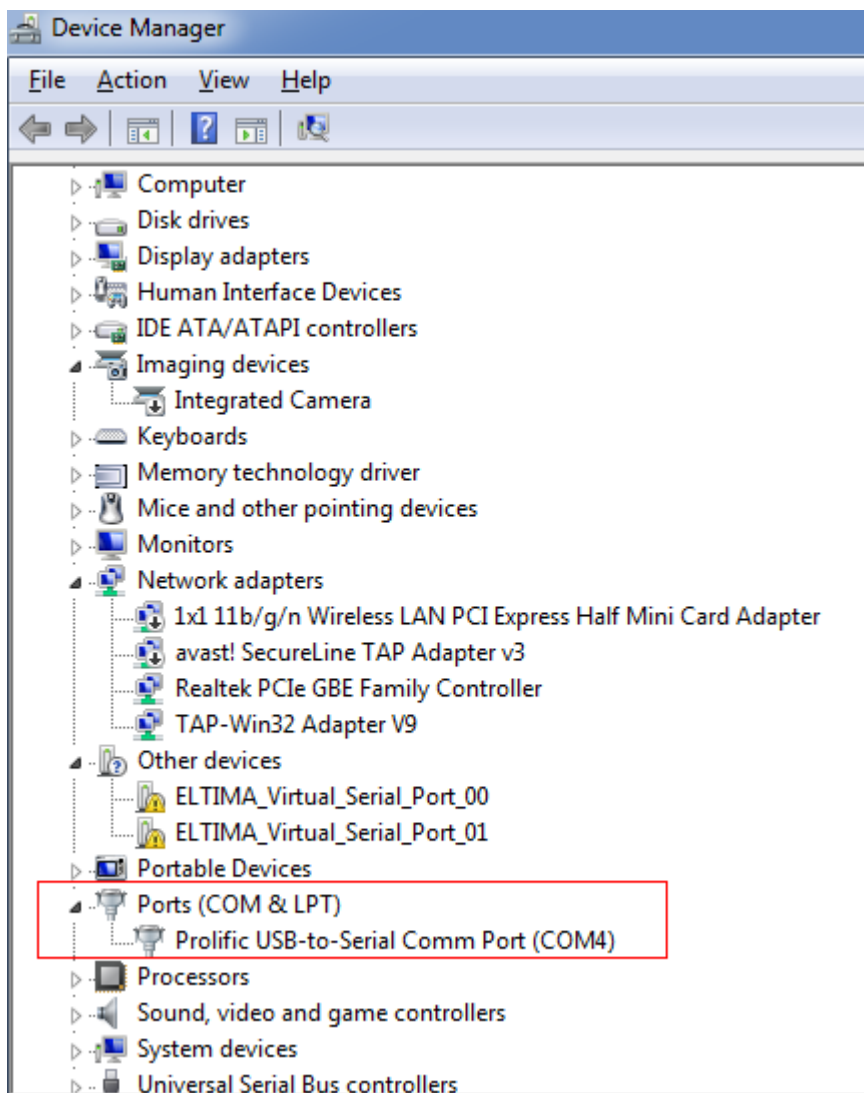 Device Manager
File Action View Help
Computer
Disk drives
Display adapters
Human Interface Devices
IDE ATA/ATAPI controllers
Imaging devices
Integrated Camera
Keyboards
Memory technology driver
Mice and other pointing devices
Monitors
Network adapters
1x1 11b/g/n Wireless LAN PCI Express Half Mini Card Adapter
avast! SecureLine TAP Adapter v3
Realtek PCIe GBE Family Controller
TAP-Win32 Adapter V9
Other devices
ELTIMA_Virtual_Serial_Port_00
ELTIMA_Virtual_Serial_Port_01
Portable Devices
Ports (COM & LPT)
Prolific USB-to-Serial Comm Port (COM4)
Processors
Sound, video and game controllers
System devices
Universal Serial Bus controllers